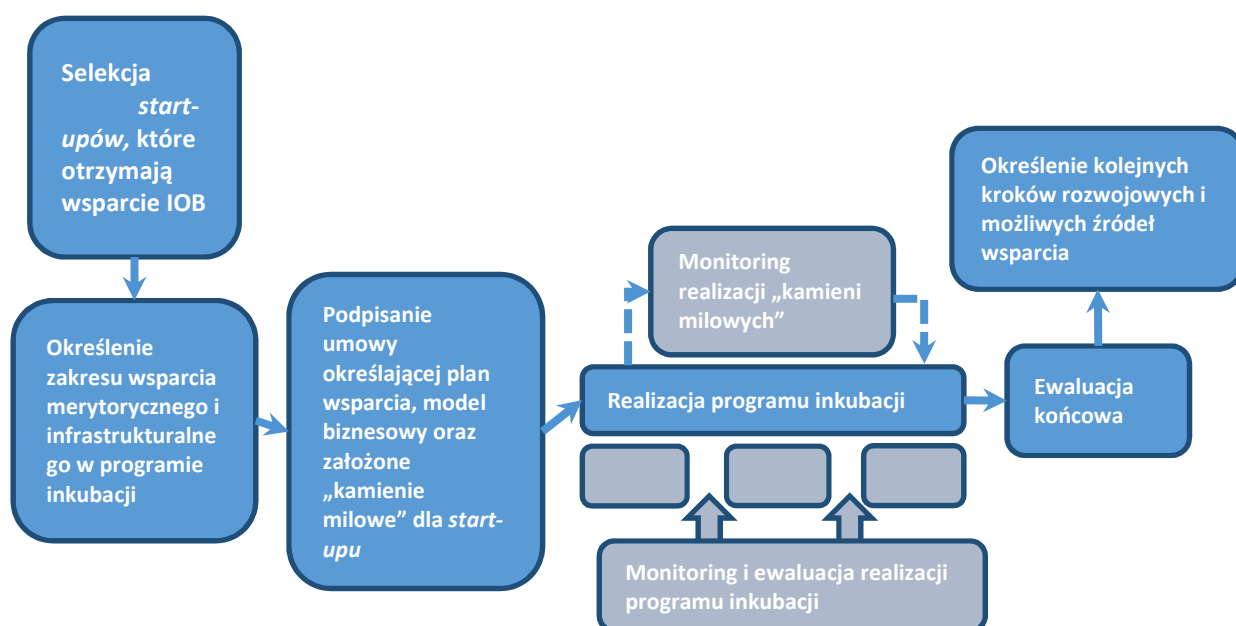 Selekcja
start-
upów, które
otrzymają
wsparcie IOB
Określenie
zakresu wsparcia
merytorycznego i
infrastrukturalne
go w programie
inkubacji
Podpisanie
umowy
określającej plan
wsparcia, model
biznesowy oraz
założone
„kamienie
milowe” dla start-
upu
Monitoring
realizacji „kamieni
milowych”
Realizacja programu inkubacji
Monitoring i ewaluacja realizacji
programu inkubacji
Ewaluacja
końcowa
Określenie kolejnych
kroków rozwojowych i
możliwych źródeł
wsparcia